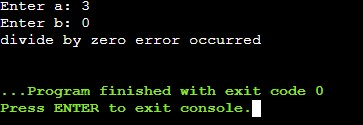 Enter a: 3
Enter b: 0
divide by zero error occurred
...Program finished with exit code 0
Press ENTER to exit console.